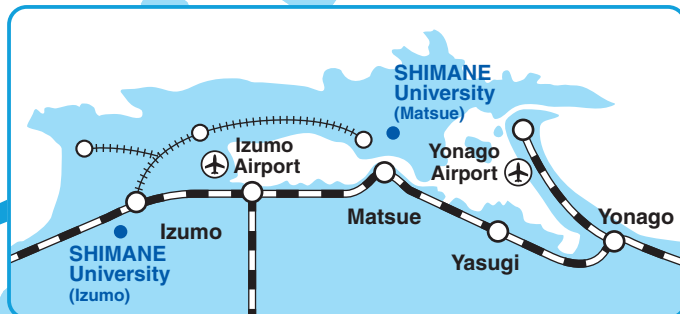 SHIMANE
University
(Matsue)
Izumo
Airport
Yonago
Airport
Matsue
Yonago
Izumo
Yasugi
SHIMANE
University
(Izumo)